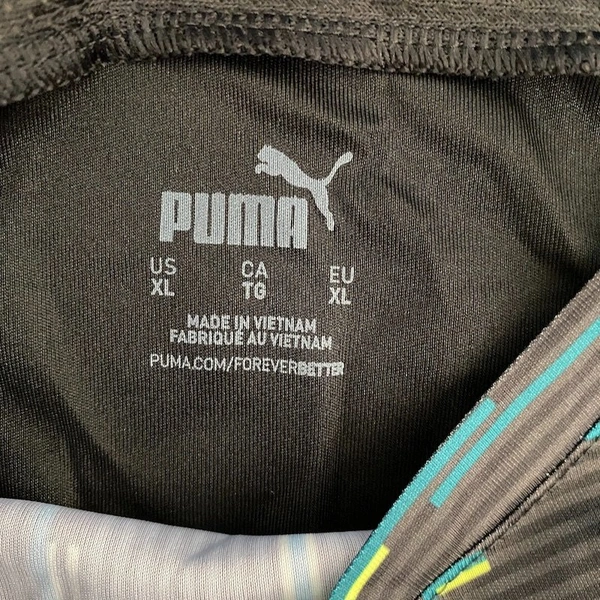 PUMA
US CA EU
XL TG XL
MADE IN VIETNAM
FABRIQUÉ AU VIETNAM
PUMA.COM/FOREVERBETTER